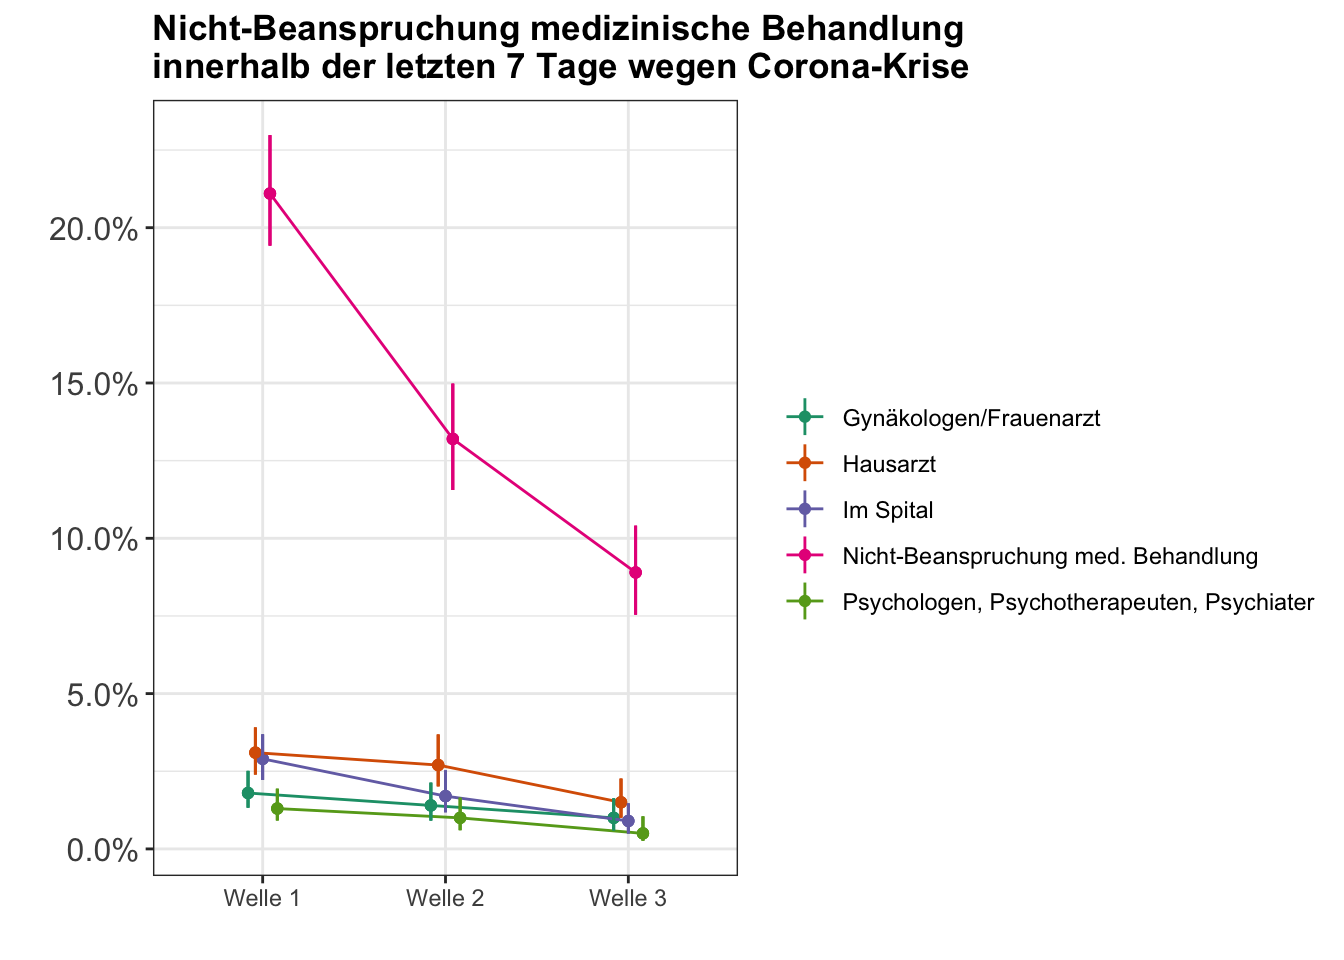 Nicht-Beanspruchung medizinische Behandlung
innerhalb der letzten 7 Tage wegen Corona-Krise
20.0%
15.0%
10.0%
5.0%
0.0%
Welle 1
Welle 2
Welle 3
Gynäkologen/Frauenarzt
Hausarzt
Im Spital
Nicht-Beanspruchung med. Behandlung
Psychologen, Psychotherapeuten, Psychiater